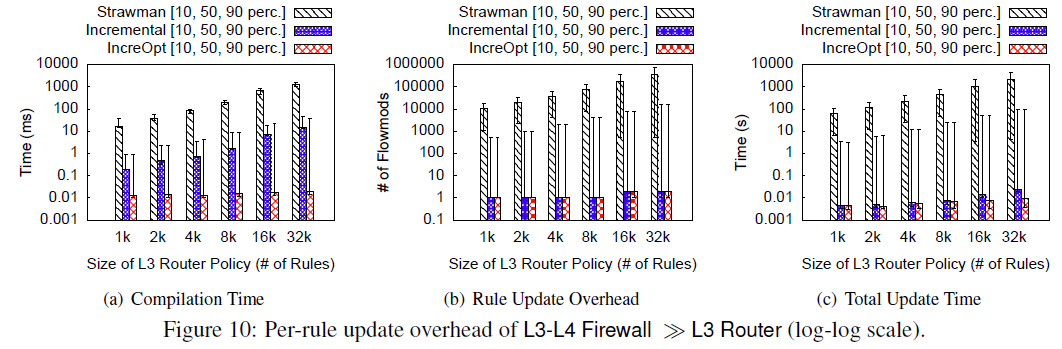 Strawman [10, 50, 90 perc.]
Incremental [10, 50, 90 perc.]
IncreOpt [10, 50, 90 perc.]
10000
1000
100
10
1
0.1
0.01
0.001
Time (ms)
1k 2k 4k 8k 16k 32k
Size of L3 Router Policy (# of Rules)
(a) Compilation Time
Strawman [10, 50, 90 perc.]
Incremental [10, 50, 90 perc.]
IncreOpt [10, 50, 90 perc.]
1000000
100000
10000
1000
100
10
1
0.1
# of Flowmods
1k 2k 4k 8k 16k 32k
Size of L3 Router Policy (# of Rules)
(b) Rule Update Overhead
Strawman [10, 50, 90 perc.]
Incremental [10, 50, 90 perc.]
IncreOpt [10, 50, 90 perc.]
10000
1000
100
10
1
0.1
0.01
0.001
Time (s)
1k 2k 4k 8k 16k 32k
Size of L3 Router Policy (# of Rules)
(c) Total Update Time
Figure 10: Per-rule update overhead of L3-L4 Firewall ≫ L3 Router (log-log scale).